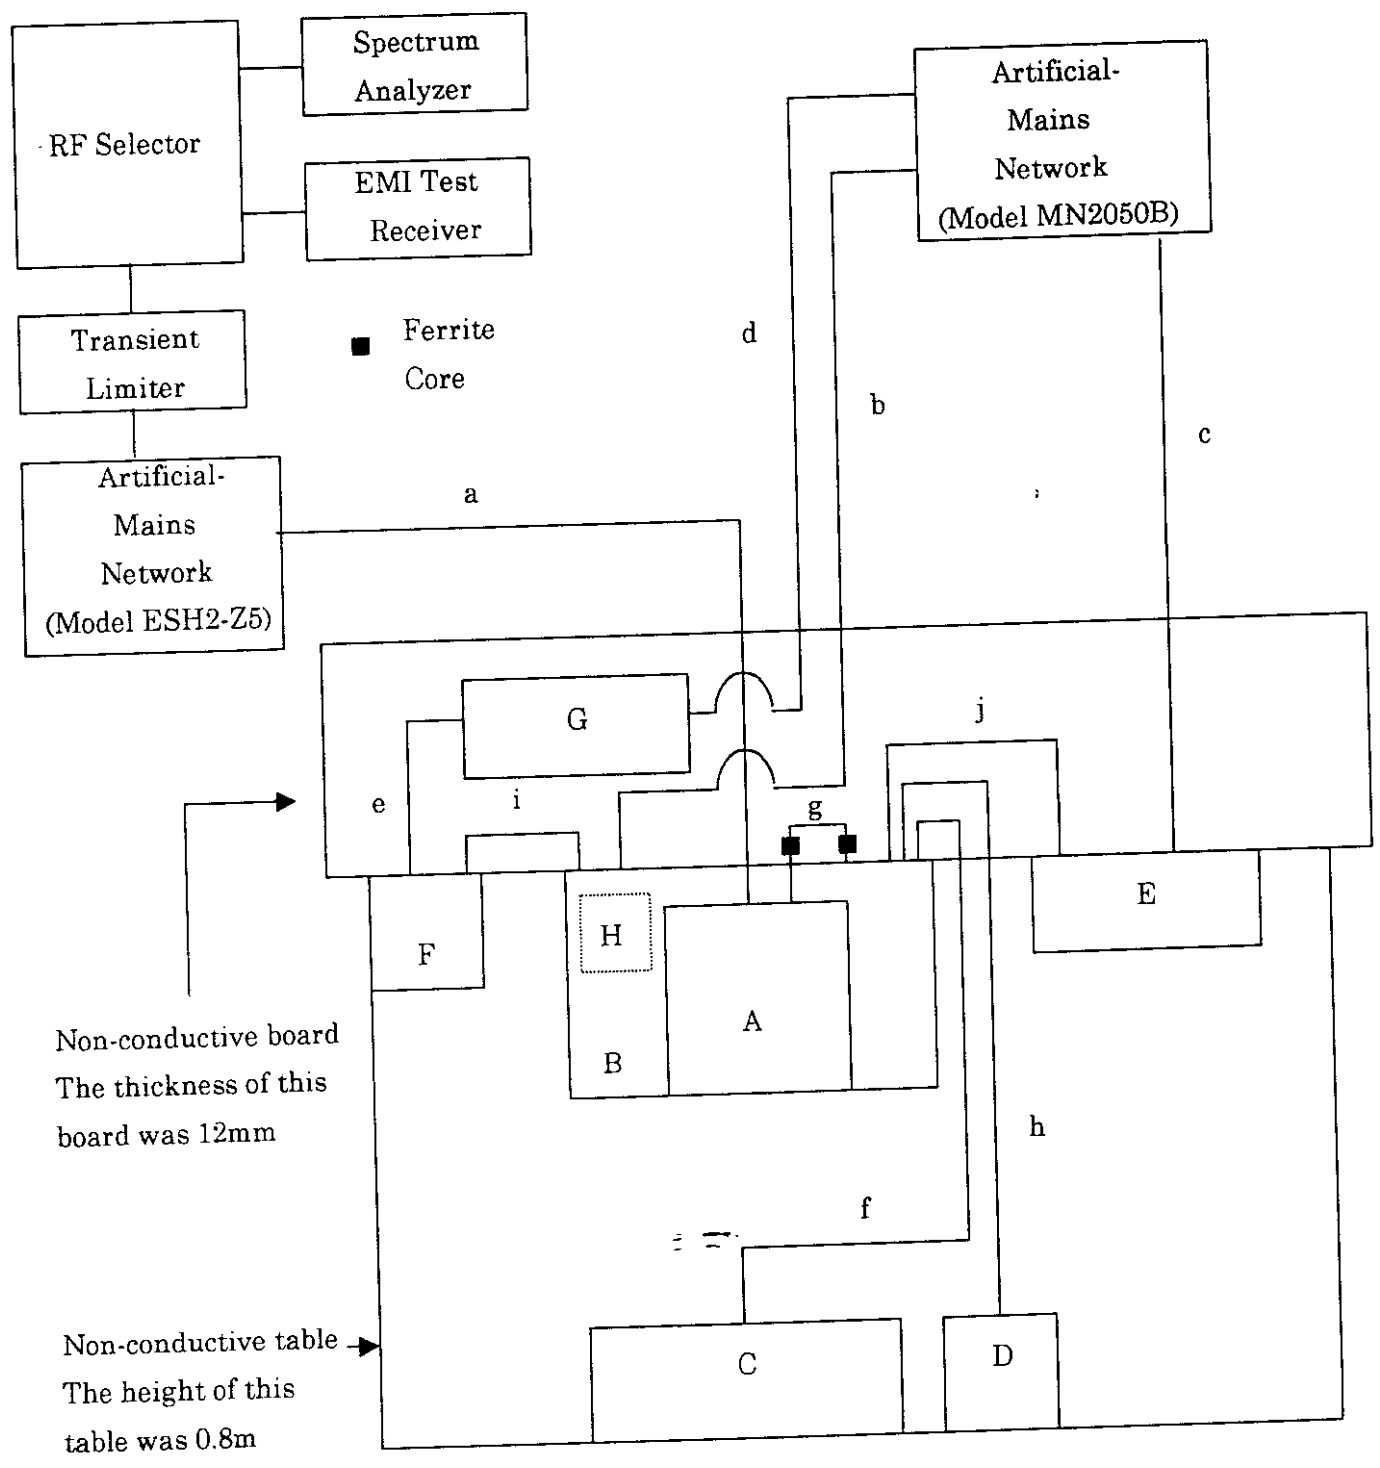 Spectrum
Analyzer
RF Selector
EMI Test
Receiver
Artificial-
Mains
Network
(Model MN2050B)
Transient
Limiter
Ferrite
Core
d
b
c
Artificial-
Mains
Network
(Model ESH2-Z5)
a
G
j
e
i
g
F
H
A
B
E
Non-conductive board
The thickness of this
board was 12mm
h
f
Non-conductive table
The height of this
table was 0.8m
C
D